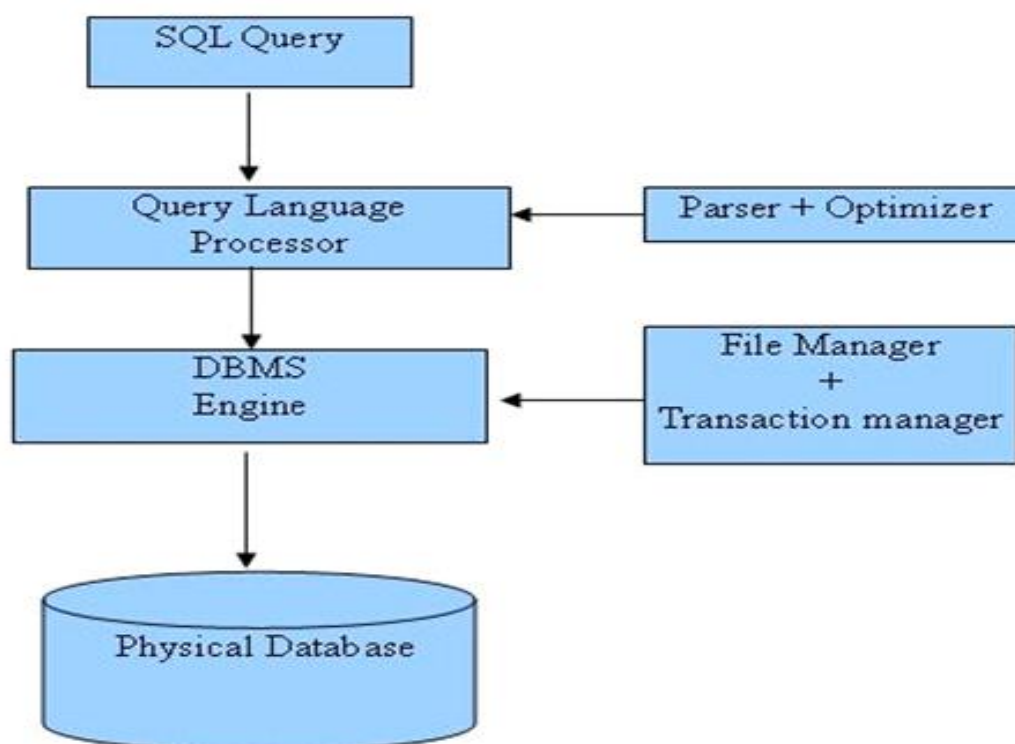 SQL Query
Query Language
Processor
Parser + Optimizer
DBMS
Engine
File Manager
+
Transaction manager
Physical Database